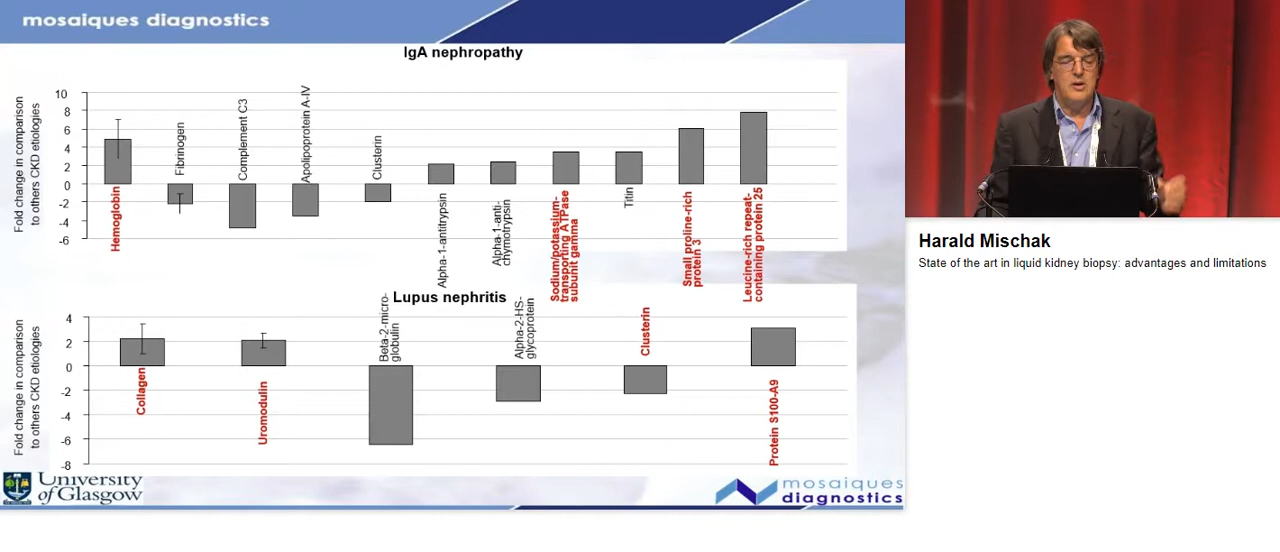 mosaiques diagnostics
IgA nephropathy
Fold change in comparison
to others CKD etiologies
10
8
6
4
2
0
-2
-4
-6
Hemoglobin
Fibrinogen
Complement C3
Apolipoprotein A-IV
Clusterin
Alpha-1-antitrypsin
Alpha-1-anti-
chymotrypsin
Sodium/potassium-
transporting ATPase
subunit gamma
Titin
Small proline-rich
protein 3
Leucine-rich repeat-
containing protein 25
Lupus nephritis
Fold change in comparison
to others CKD etiologies
4
2
0
-2
-4
-6
-8
Collagen
Uromodulin
Beta-2-micro-
globulin
Alpha-2-HS-
glycoprotein
Clusterin
Protein S100-A9
University
of Glasgow
mosaiques
diagnostics
Harald Mischak
State of the art in liquid kidney biopsy: advantages and limitations